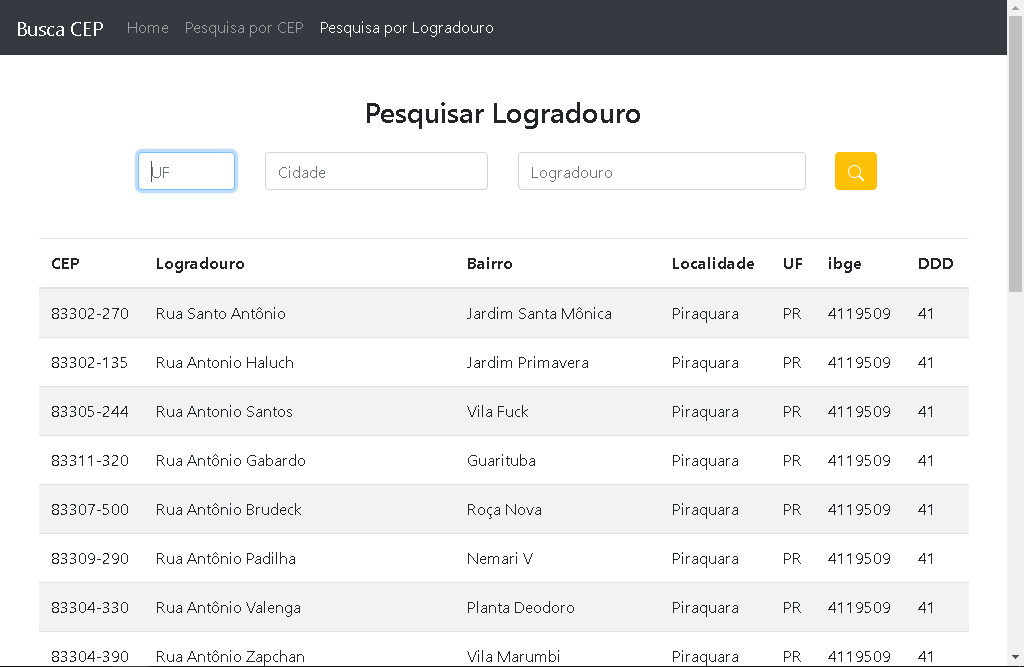 Busca CEP Home Pesquisa por CEP Pesquisa por Logradouro
Pesquisar Logradouro
UF Cidade Logradouro
CEP Logradouro Bairro Localidade UF ibge DDD
83302-270 Rua Santo Antônio Jardim Santa Mônica Piraquara PR 4119509 41
83302-135 Rua Antonio Haluch Jardim Primavera Piraquara PR 4119509 41
83305-244 Rua Antonio Santos Vila Fuck Piraquara PR 4119509 41
83311-320 Rua Antônio Gabardo Guarituba Piraquara PR 4119509 41
83307-500 Rua Antônio Brudeck Roça Nova Piraquara PR 4119509 41
83309-290 Rua Antônio Padilha Nemari V Piraquara PR 4119509 41
83304-330 Rua Antônio Valenga Planta Deodoro Piraquara PR 4119509 41
83304-390 Rua Antônio Zapchan Vila Marumbi Piraquara PR 4119509 41